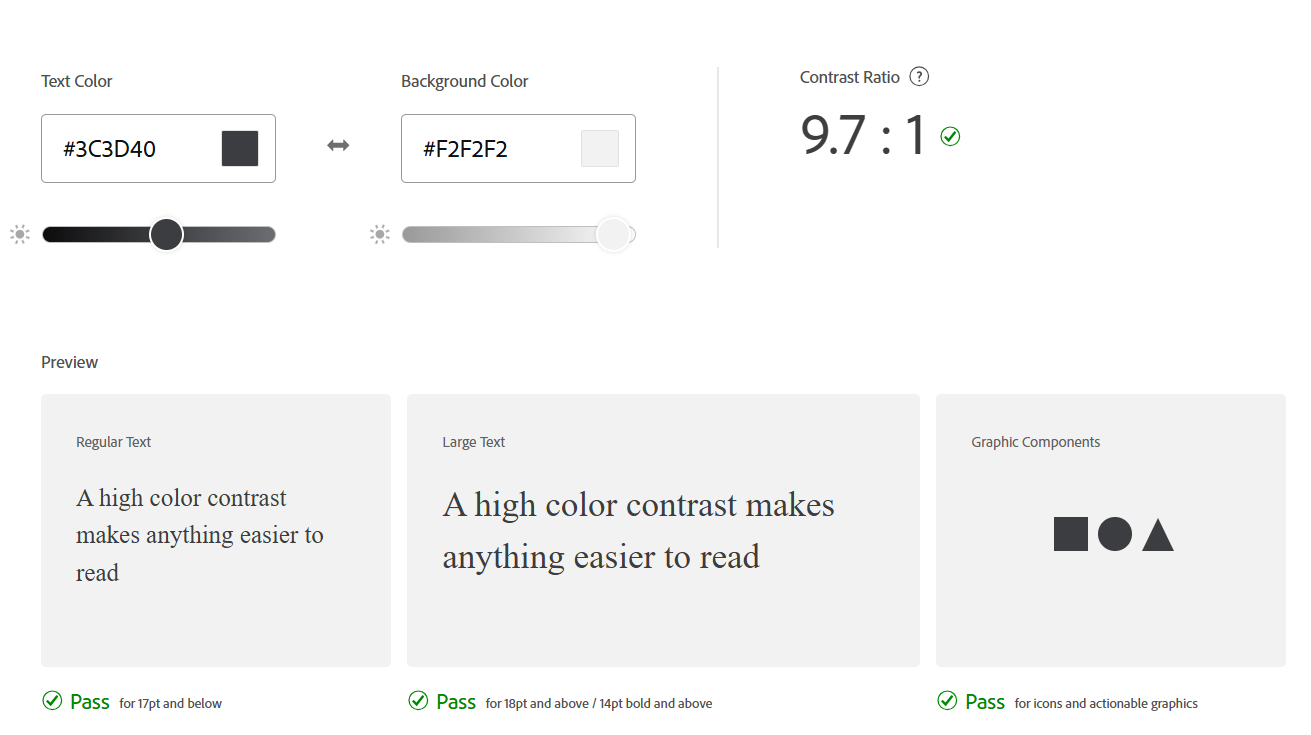 Text Color
Background Color
Contrast Ratio ?
#3C3D40
#F2F2F2
9.7 : 1
Preview
Regular Text
A high color contrast
makes anything easier to
read
Large Text
A high color contrast makes
anything easier to read
Graphic Components
Pass for 17pt and below
Pass for 18pt and above / 14pt bold and above
Pass for icons and actionable graphics